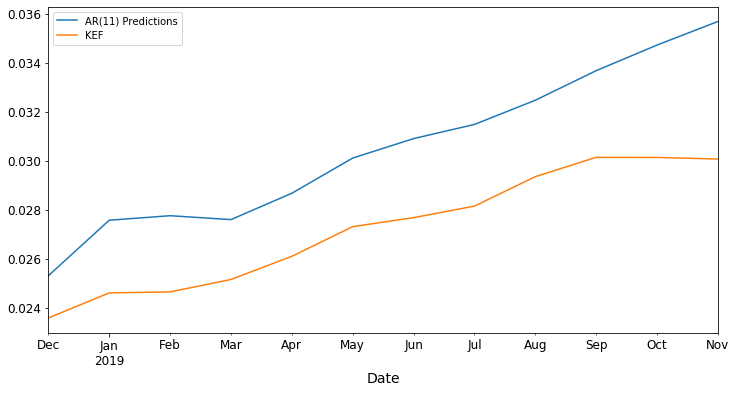 AR(11) Predictions
KEF
0.036
0.034
0.032
0.030
0.028
0.026
0.024
Dec Jan Feb Mar Apr May Jun Jul Aug Sep Oct Nov
2019
Date